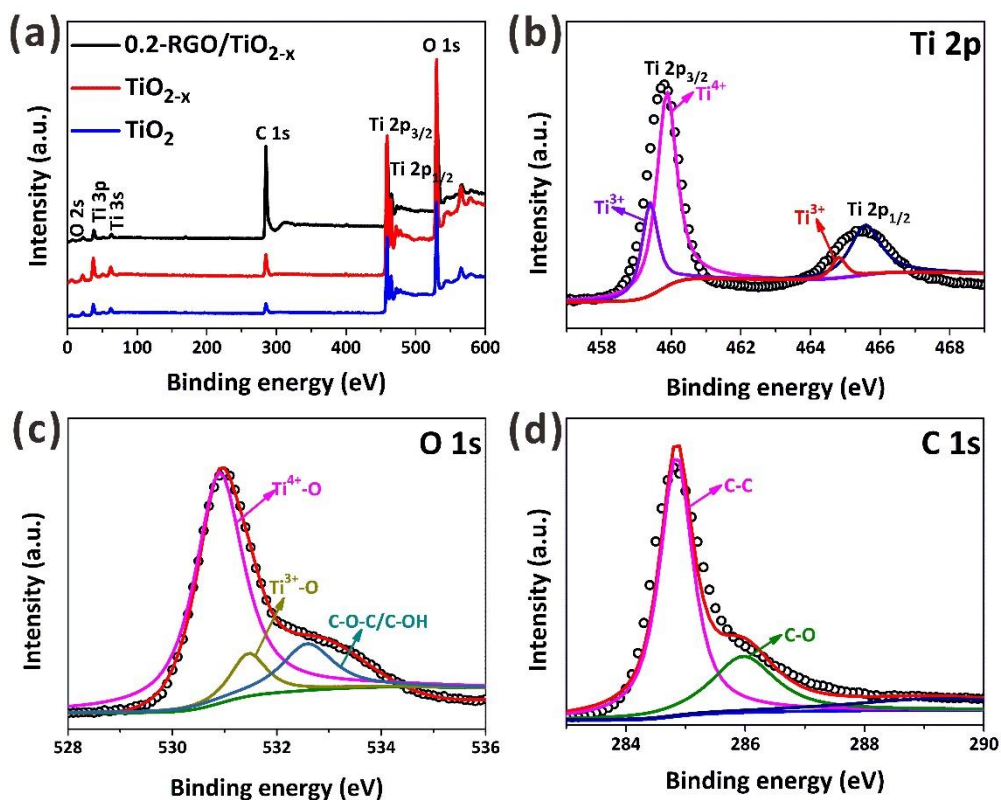 (a)
0.2-RGO/TiO2-x
TiO2-x
TiO2
O 2s
Ti 3p
Ti 3s
C 1s
Ti 2p3/2
Ti 2p1/2
O 1s
Intensity (a.u.)
0 100 200 300 400 500 600
Binding energy (eV)
(b)
Ti 2p
Ti 2p3/2
Ti4+
Ti3+
Ti3+
Ti 2p1/2
Intensity (a.u.)
458 460 462 464 466 468
Binding energy (eV)
(c)
O 1s
Ti4+-O
Ti3+-O
C-O-C/C-OH
Intensity (a.u.)
528 530 532 534 536
Binding energy (eV)
(d)
C 1s
C-C
C-O
Intensity (a.u.)
284 286 288 290
Binding energy (eV)